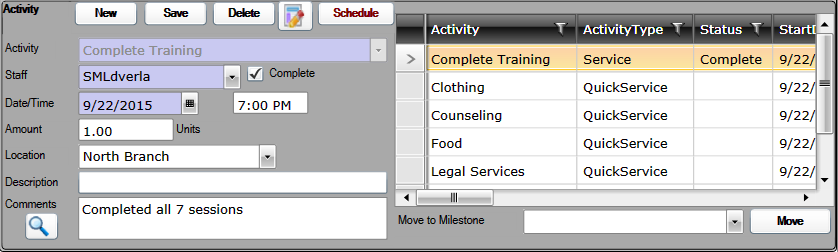 Activity New Save Delete Schedule
Activity Complete Training
Staff SMLdverla Complete
Date/Time 9/22/2015 7:00 PM
Amount 1.00 Units
Location North Branch
Description
Comments Completed all 7 sessions
Activity ActivityType Status StartD
Complete Training Service Complete 9/22/
Clothing QuickService 9/22/
Counseling QuickService 9/22/
Food QuickService 9/22/
Legal Services QuickService 9/22/
Move to Milestone Move